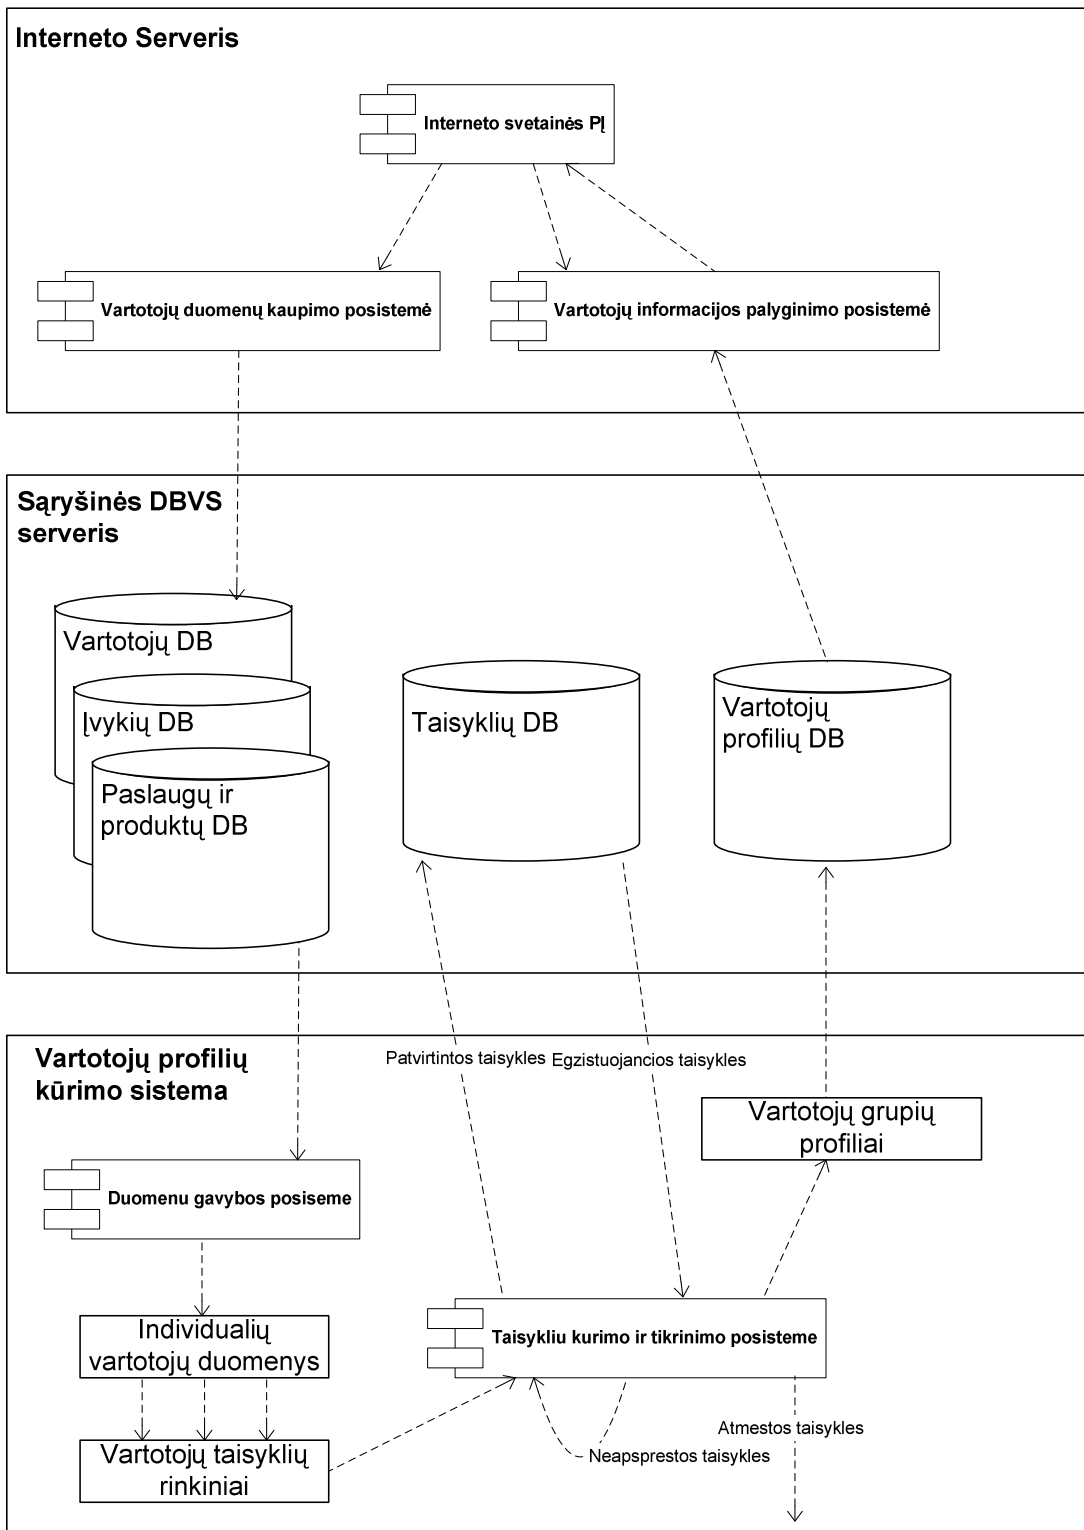 Interneto Serveris
Interneto svetainės PĮ
Vartotojų duomenų kaupimo posistemė
Vartotojų informacijos palyginimo posistemė
Sąryšinės DBVS
serveris
Vartotojų DB
Įvykių DB
Paslaugų ir
produktų DB
Taisyklių DB
Vartotojų
profilių DB
Vartotojų profilių
kūrimo sistema
Patvirtintos taisykles
Egzistuojancios taisykles
Vartotojų grupių
profiliai
Duomenu gavybos posiseme
Individualių
vartotojų duomenys
Taisykliu kurimo ir tikrinimo posisteme
Vartotojų taisyklių
rinkiniai
Neapsprestos taisykles
Atmestos taisykles